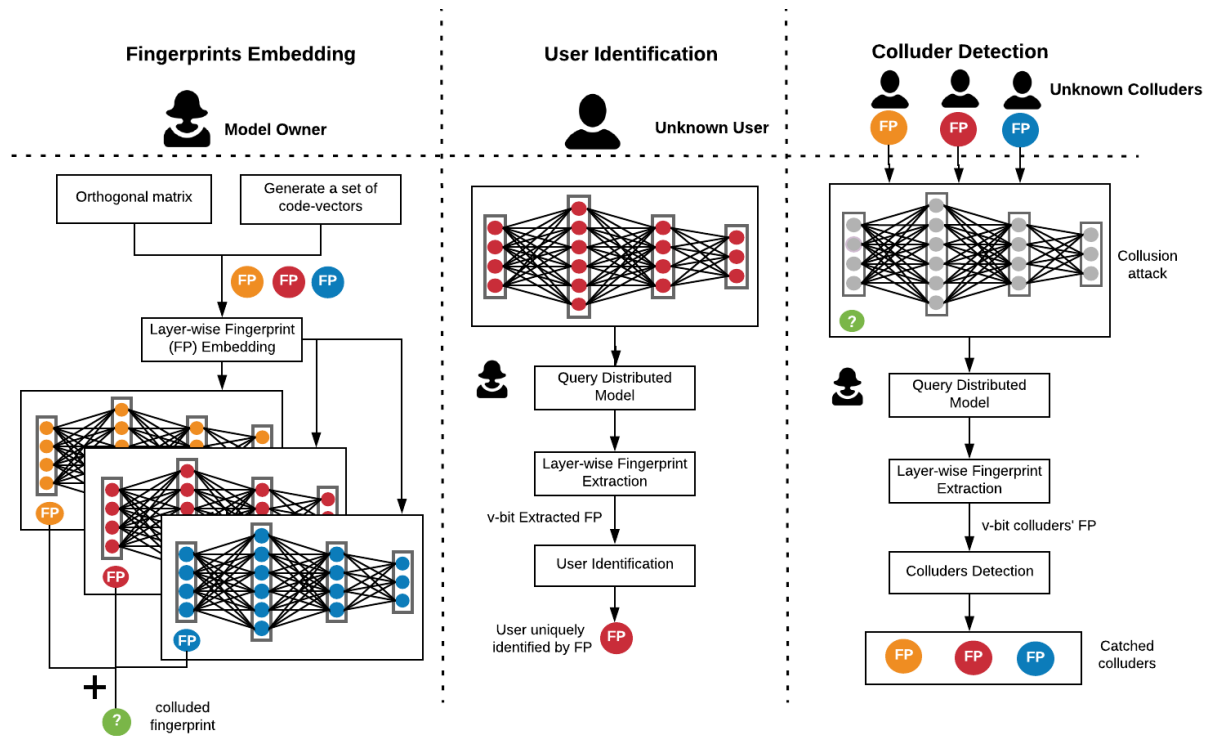 Fingerprints Embedding
Model Owner
Orthogonal matrix
Generate a set of
code-vectors
FP
FP
FP
Layer-wise Fingerprint
(FP) Embedding
FP
FP
FP
+
?
colluded
fingerprint
User Identification
Unknown User
Query Distributed
Model
Layer-wise Fingerprint
Extraction
v-bit Extracted FP
User Identification
User uniquely
identified by FP
FP
Colluder Detection
Unknown Colluders
FP
FP
FP
Collusion
attack
?
Query Distributed
Model
Layer-wise Fingerprint
Extraction
v-bit colluders' FP
Colluders Detection
FP
FP
FP
Catched
colluders